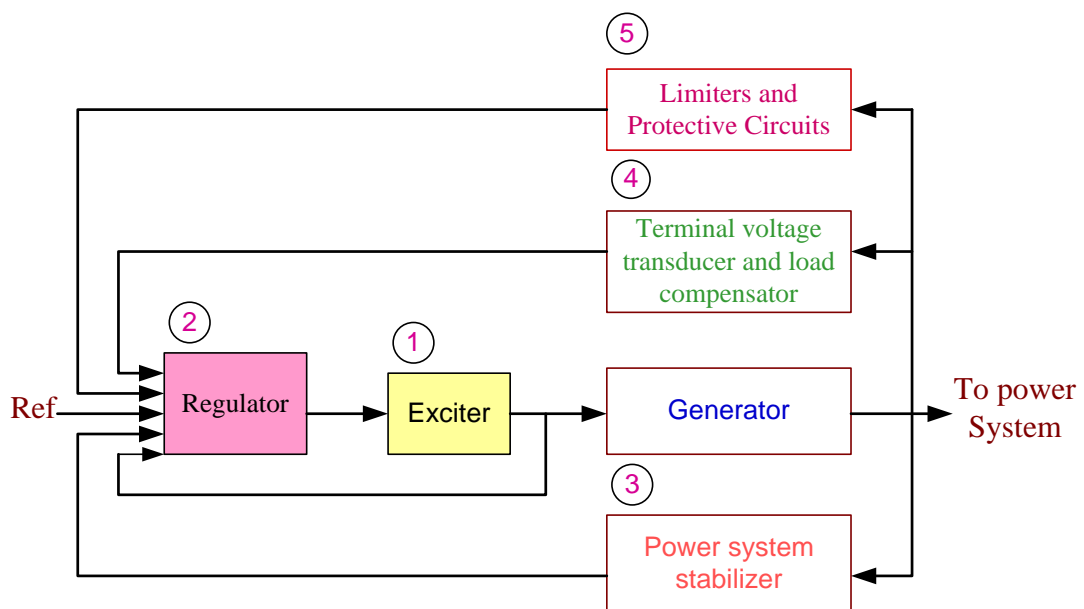 5
Limiters and
Protective Circuits
4
Terminal voltage
transducer and load
compensator
2
1
Ref
Regulator
Exciter
Generator
To power
System
3
Power system
stabilizer